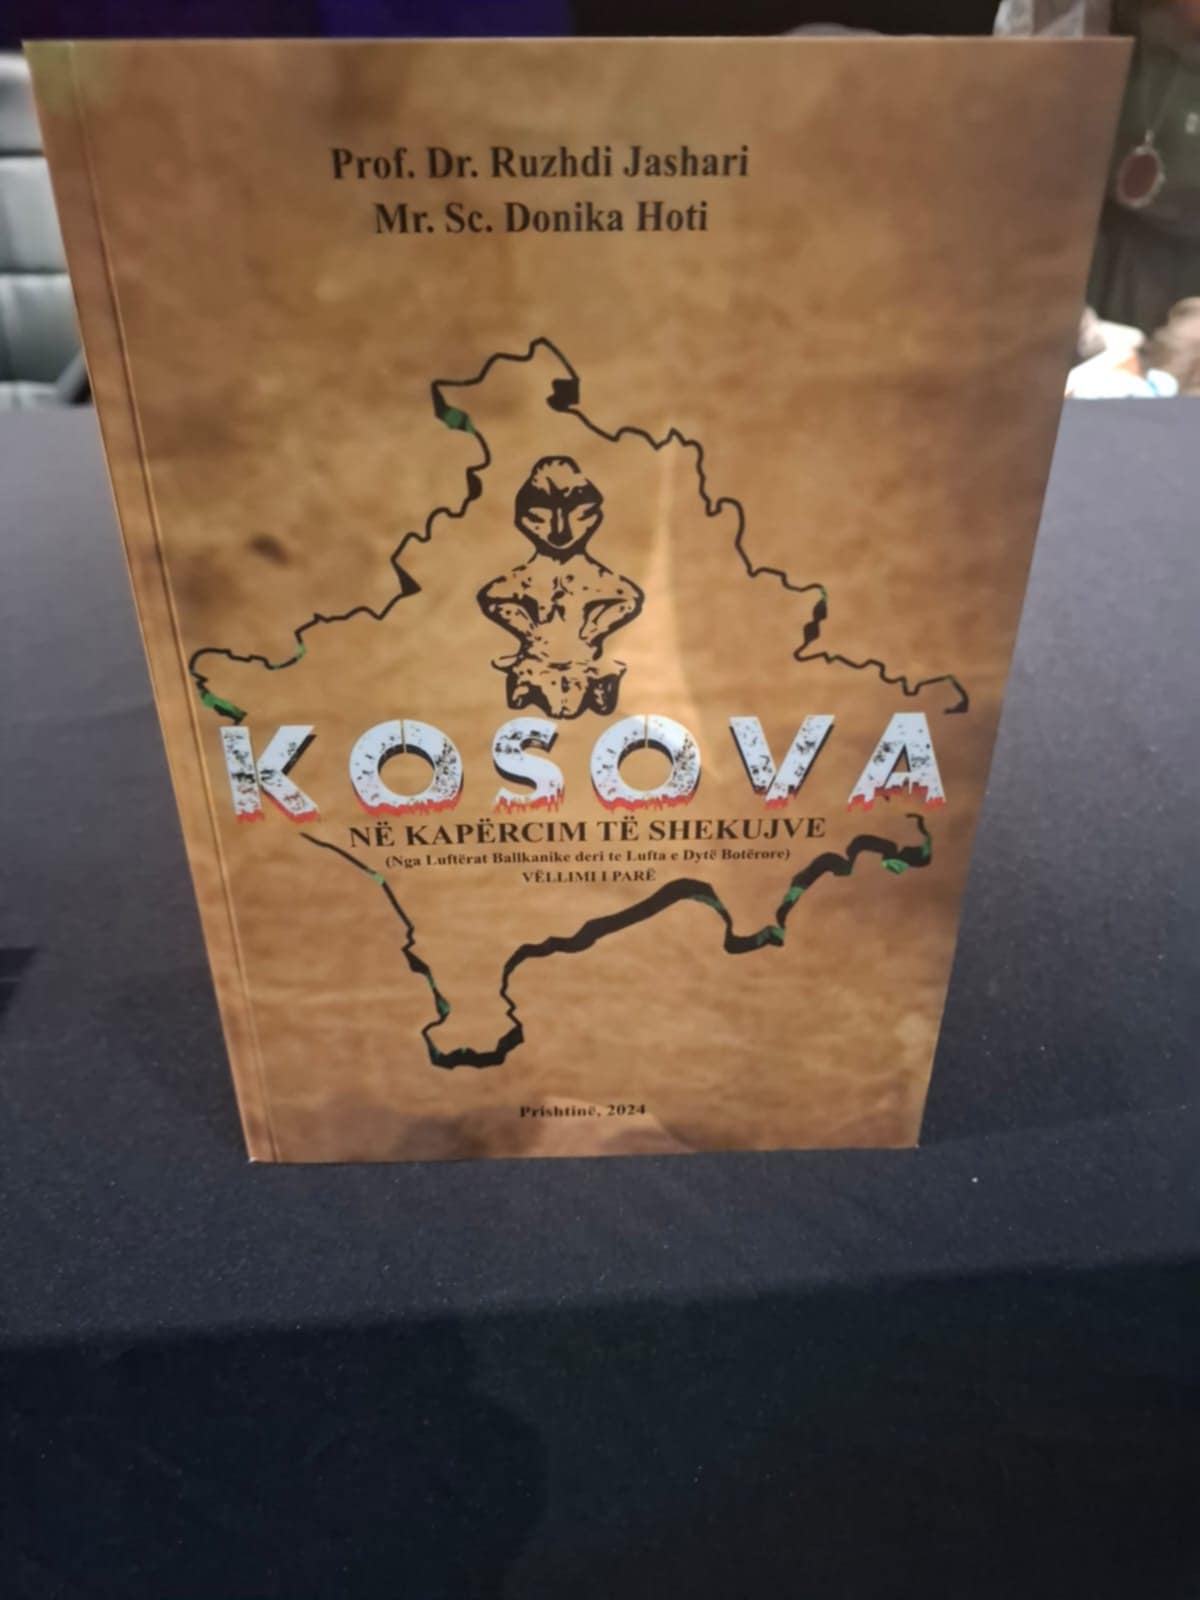 Prof. Dr. Ruzhdi Jashari
Mr. Sc. Donika Hoti
KOSOVA
NË KAPËRCIM TË SHEKUJVE
(Nga Luftërat Ballkanike deri te Lufta e Dytë Botërore)
VËLLIMI I PARË
Prishtinë, 2024